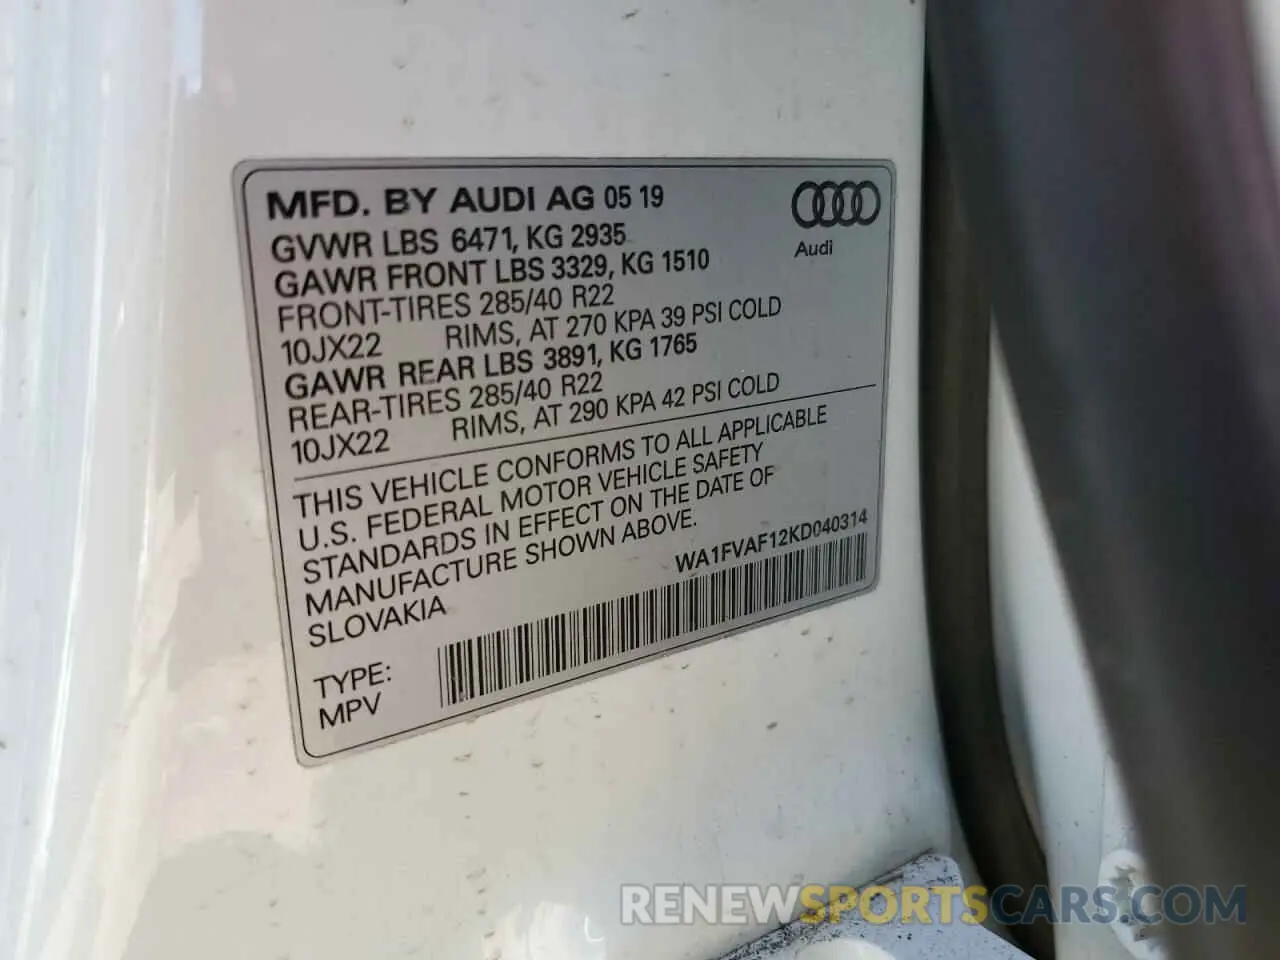 MFD. BY AUDI AG 05 19
Audi
GVWR LBS 6471, KG 2935
GAWR FRONT LBS 3329, KG 1510
FRONT-TIRES 285/40 R22
10JX22 RIMS, AT 270 KPA 39 PSI COLD
GAWR REAR LBS 3891, KG 1765
REAR-TIRES 285/40 R22
10JX22 RIMS, AT 290 KPA 42 PSI COLD
THIS VEHICLE CONFORMS TO ALL APPLICABLE
U.S. FEDERAL MOTOR VEHICLE SAFETY
STANDARDS IN EFFECT ON THE DATE OF
MANUFACTURE SHOWN ABOVE.
SLOVAKIA
WA1FVAF12KD040314
TYPE:
MPV
RENEWSPORTSCARS.COM